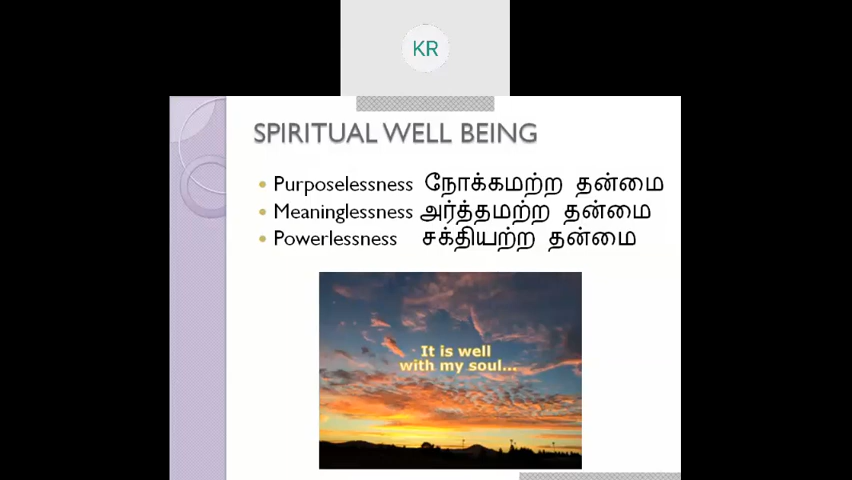 KR
SPIRITUAL WELL BEING
Purposelessness நோக்கமற்ற தன்மை
Meaninglessness அர்த்தமற்ற தன்மை
Powerlessness சக்தியற்ற தன்மை
It is well
with my soul...